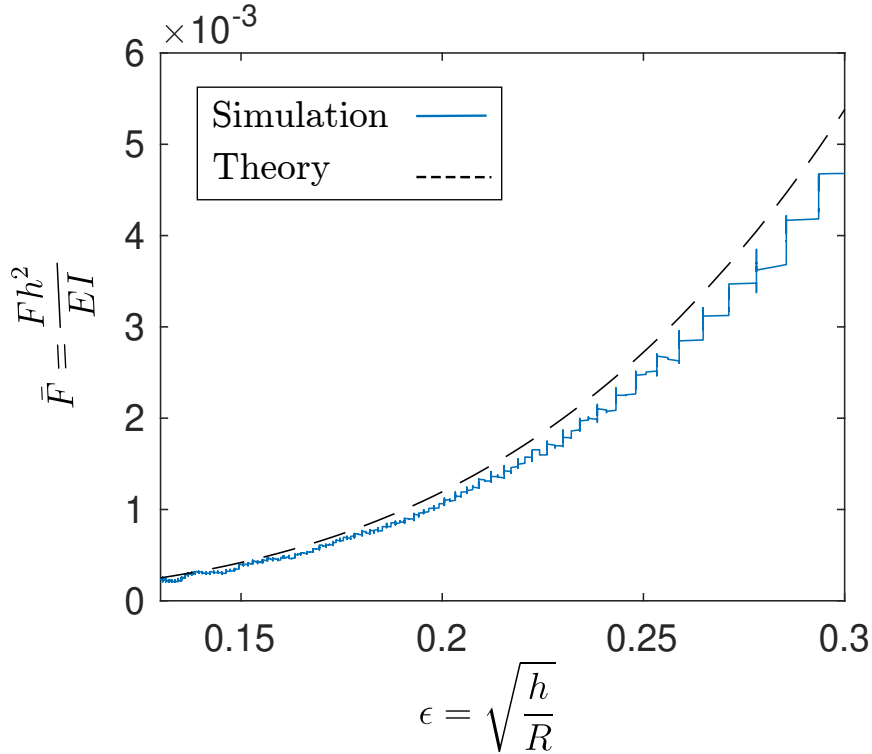 ×10⁻³
6
5
4
3
2
1
0
Simulation
Theory
F̄ = Fh²/EI
0.15 0.2 0.25 0.3
ϵ = √(h/R)